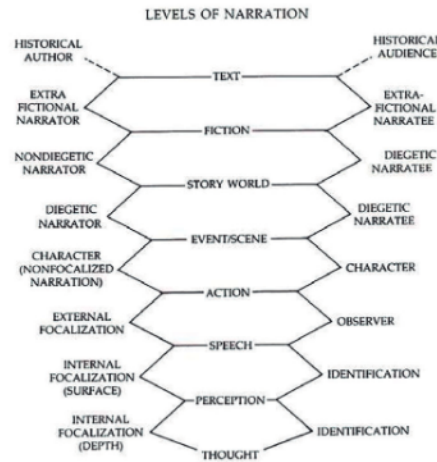 LEVELS OF NARRATION
HISTORICAL
AUTHOR
HISTORICAL
AUDIENCE
TEXT
EXTRA
FICTIONAL
NARRATOR
EXTRA-
FICTIONAL
NARRATEE
FICTION
NONDIEGETIC
NARRATOR
DIEGETIC
NARRATEE
STORY WORLD
DIEGETIC
NARRATOR
DIEGETIC
NARRATEE
EVENT/SCENE
CHARACTER
(NONFOCALIZED
NARRATION)
CHARACTER
ACTION
EXTERNAL
FOCALIZATION
OBSERVER
SPEECH
INTERNAL
FOCALIZATION
(SURFACE)
IDENTIFICATION
PERCEPTION
INTERNAL
FOCALIZATION
(DEPTH)
IDENTIFICATION
THOUGHT